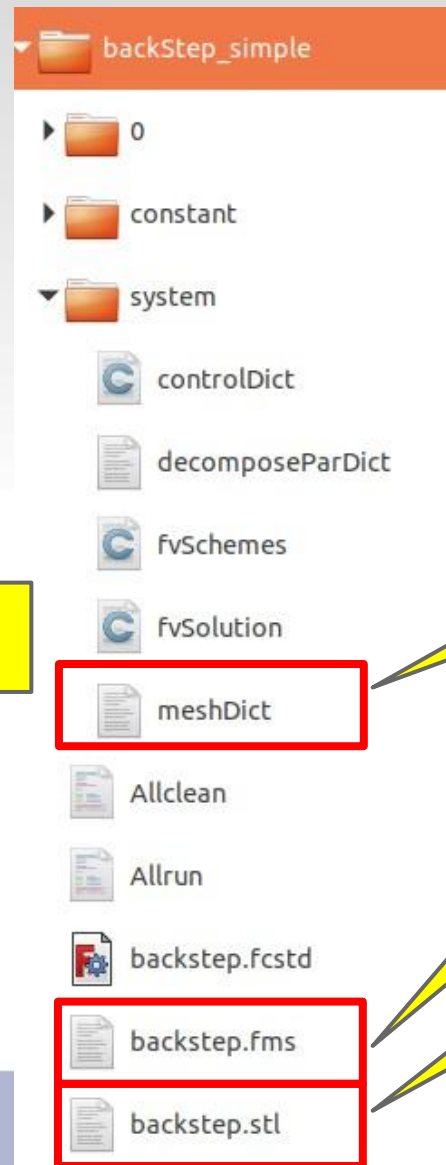 backStep_simple
0
constant
system
controlDict
decomposeParDict
fvSchemes
fvSolution
meshDict
Allclean
Allrun
backstep.fcstd
backstep.fms
backstep.stl